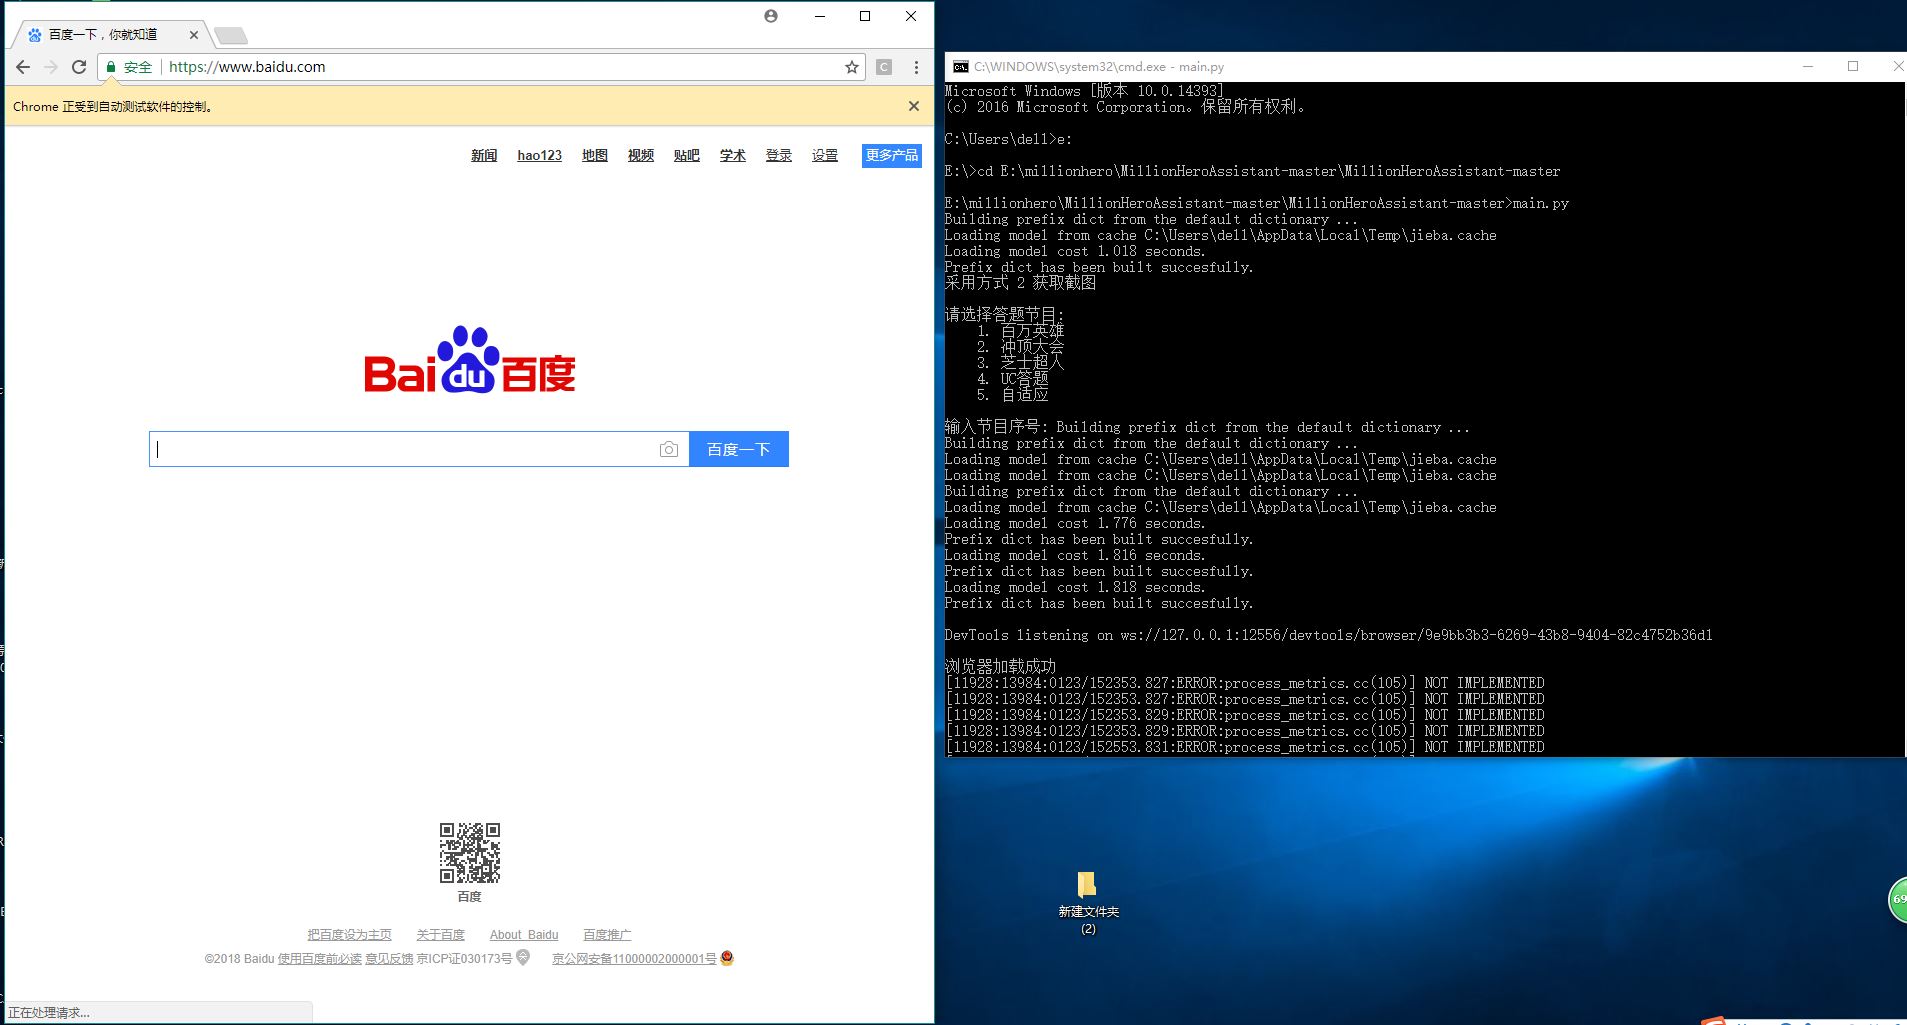 百度一下，你就知道
安全 https://www.baidu.com
Chrome 正受到自动测试软件的控制。
新闻 hao123 地图 视频 贴吧 学术 登录 设置 更多产品
Bai du 百度
百度一下
百度
把百度设为主页 关于百度 About Baidu 百度推广
©2018 Baidu 使用百度前必读 意见反馈 京ICP证030173号 京公网安备11000002000001号
正在处理请求...
C:\WINDOWS\system32\cmd.exe - main.py
Microsoft Windows [版本 10.0.14393]
(c) 2016 Microsoft Corporation。保留所有权利。
C:\Users\dell>e:
E:\>cd E:\millionhero\MillionHeroAssistant-master\MillionHeroAssistant-master
E:\millionhero\MillionHeroAssistant-master\MillionHeroAssistant-master>main.py
Building prefix dict from the default dictionary ...
Loading model from cache C:\Users\dell\AppData\Local\Temp\jieba.cache
Loading model cost 1.018 seconds.
Prefix dict has been built succesfully.
采用方式 2 获取截图
请选择答题节目:
1. 百万英雄
2. 冲顶大会
3. 芝士超人
4. UC答题
5. 自适应
输入节目序号: Building prefix dict from the default dictionary ...
Building prefix dict from the default dictionary ...
Loading model from cache C:\Users\dell\AppData\Local\Temp\jieba.cache
Loading model from cache C:\Users\dell\AppData\Local\Temp\jieba.cache
Building prefix dict from the default dictionary ...
Loading model from cache C:\Users\dell\AppData\Local\Temp\jieba.cache
Loading model cost 1.776 seconds.
Prefix dict has been built succesfully.
Loading model cost 1.816 seconds.
Prefix dict has been built succesfully.
Loading model cost 1.818 seconds.
Prefix dict has been built succesfully.
DevTools listening on ws://127.0.0.1:12556/devtools/browser/9e9bb3b3-6269-43b8-9404-82c4752b36d1
浏览器加载成功
[11928:13984:0123/152353.827:ERROR:process_metrics.cc(105)] NOT IMPLEMENTED
[11928:13984:0123/152353.827:ERROR:process_metrics.cc(105)] NOT IMPLEMENTED
[11928:13984:0123/152353.829:ERROR:process_metrics.cc(105)] NOT IMPLEMENTED
[11928:13984:0123/152353.829:ERROR:process_metrics.cc(105)] NOT IMPLEMENTED
[11928:13984:0123/152553.831:ERROR:process_metrics.cc(105)] NOT IMPLEMENTED
新建文件夹
(2)
69